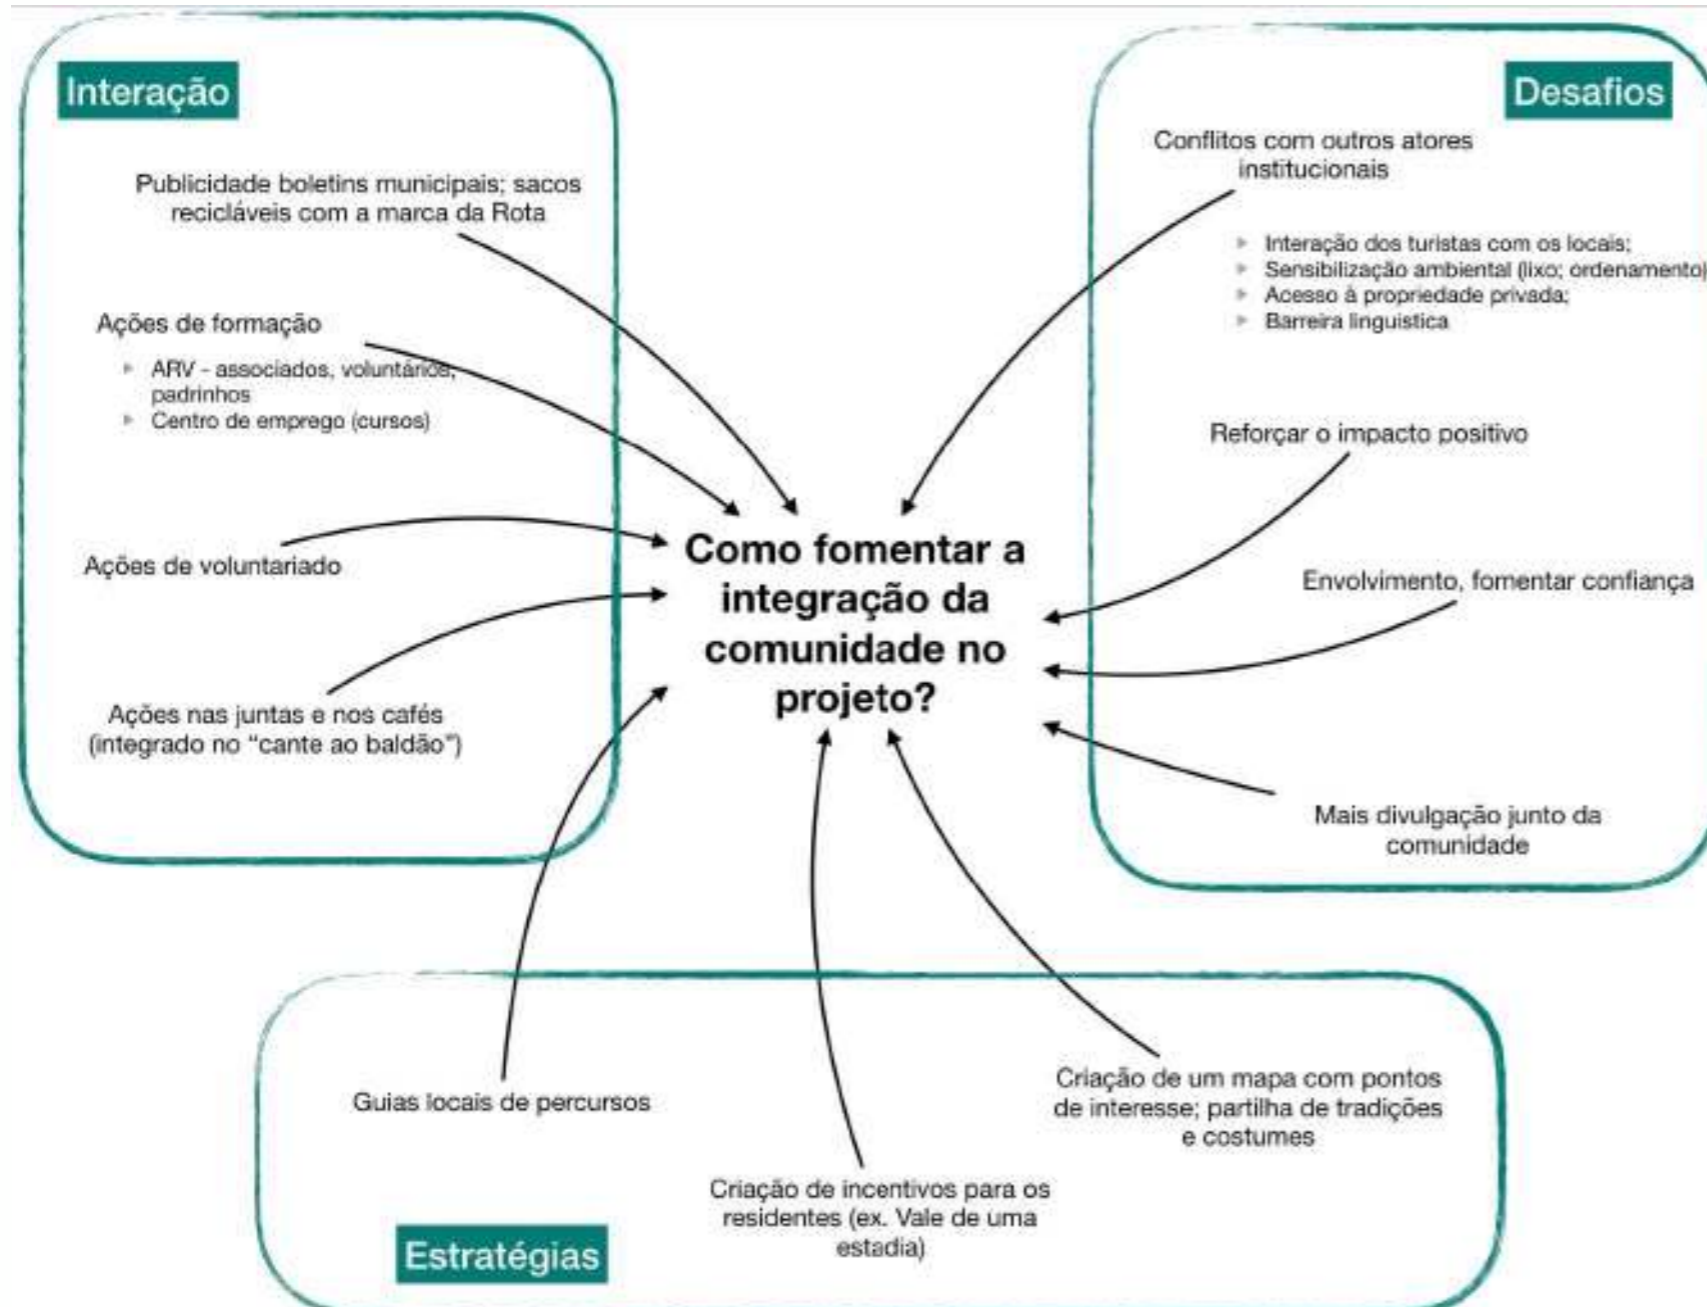 Interação
Publicidade boletins municipais; sacos
recicláveis com a marca da Rota
Ações de formação
ARV - associados, voluntários,
padrinhos
Centro de emprego (cursos)
Ações de voluntariado
Ações nas juntas e nos cafés
(integrado no “cante ao baldão”)
Desafios
Conflitos com outros atores
institucionais
Interação dos turistas com os locais;
Sensibilização ambiental (lixo; ordenamento)
Acesso à propriedade privada;
Barreira linguistica
Reforçar o impacto positivo
Envolvimento, fomentar confiança
Mais divulgação junto da
comunidade
Como fomentar a
integração da
comunidade no
projeto?
Guias locais de percursos
Criação de incentivos para os
residentes (ex. Vale de uma
estadia)
Criação de um mapa com pontos
de interesse; partilha de tradições
e costumes
Estratégias